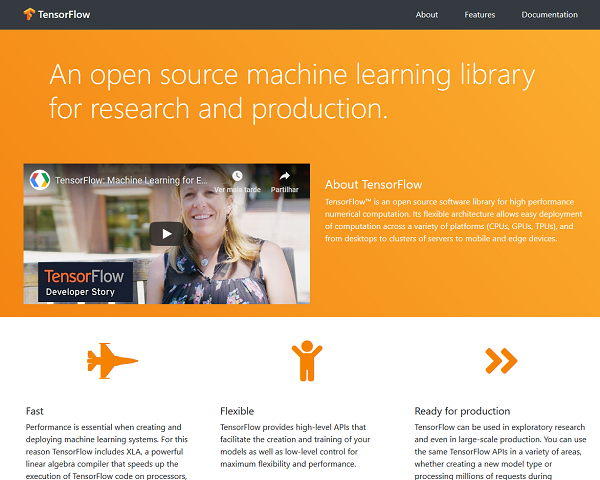 TensorFlow
About Features Documentation
An open source machine learning library
for research and production.
TensorFlow: Machine Learning for E...
Ver mais tarde
Partilhar
TensorFlow
Developer Story
About TensorFlow
TensorFlow™ is an open source software library for high performance
numerical computation. Its flexible architecture allows easy deployment
of computation across a variety of platforms (CPUs, GPUs, TPUs), and
from desktops to clusters of servers to mobile and edge devices.
Fast
Performance is essential when creating and
deploying machine learning systems. For this
reason TensorFlow includes XLA, a powerful
linear algebra compiler that speeds up the
execution of TensorFlow code on processors,
Flexible
TensorFlow provides high-level APIs that
facilitate the creation and training of your
models as well as low-level control for
maximum flexibility and performance.
Ready for production
TensorFlow can be used in exploratory research
and even in large-scale production. You can use
the same TensorFlow APIs in a variety of areas,
whether creating a new model type or
processing millions of requests during